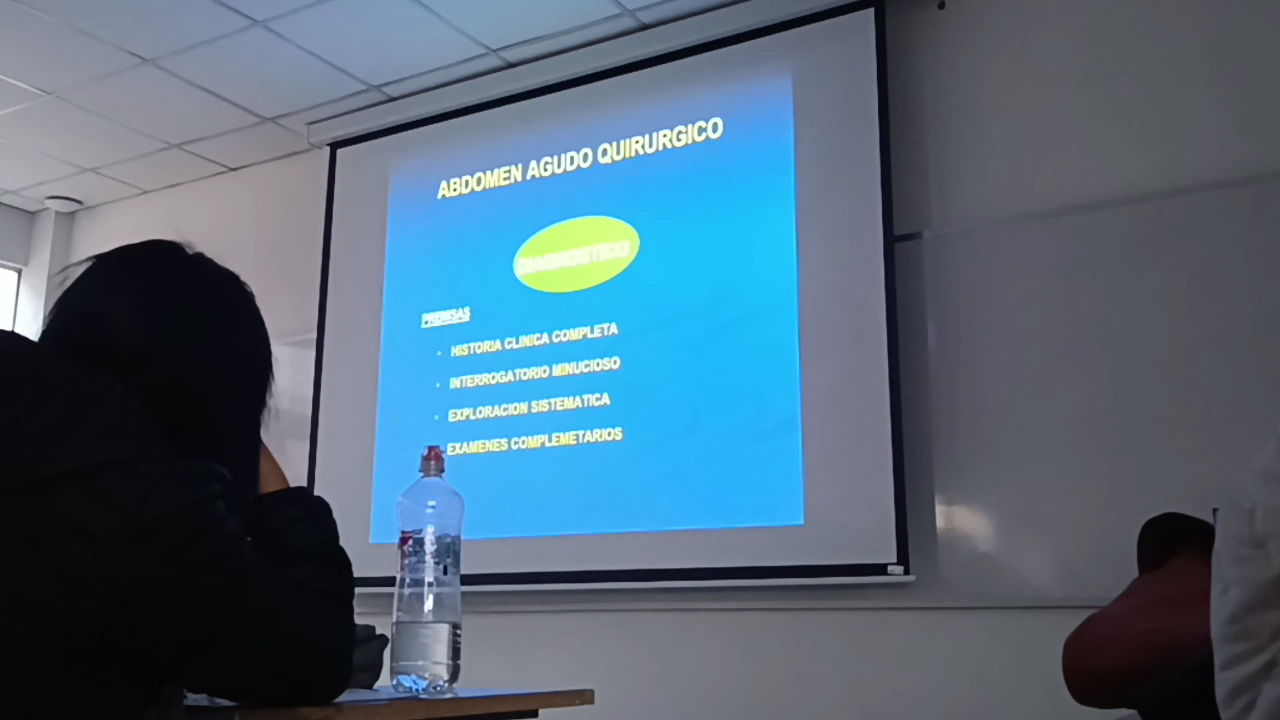 ABDOMEN AGUDO QUIRURGICO
DIAGNOSTICO
PREMISAS
• HISTORIA CLINICA COMPLETA
• INTERROGATORIO MINUCIOSO
• EXPLORACION SISTEMATICA
EXAMENES COMPLEMETARIOS